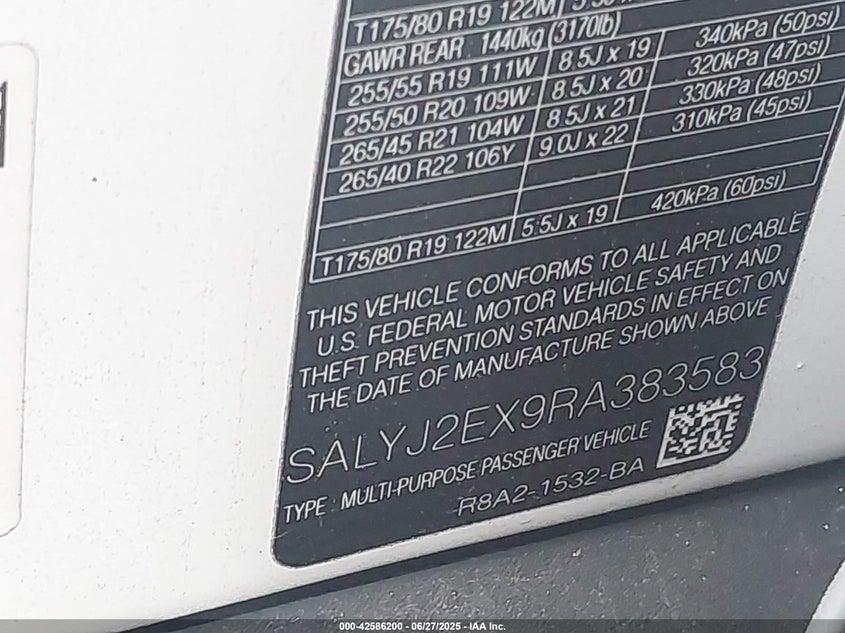 T175/80 R19 122M
GAWR REAR 1440kg (3170lb)
255/55 R19 111W 8.5J x 19 340kPa (50psi)
255/50 R20 109W 8.5J x 20 320kPa (47psi)
265/45 R21 104W 8.5J x 21 330kPa (48psi)
265/40 R22 106Y 9.0J x 22 310kPa (45psi)
T175/80 R19 122M 5.5J x 19 420kPa (60psi)
THIS VEHICLE CONFORMS TO ALL APPLICABLE
U.S. FEDERAL MOTOR VEHICLE SAFETY AND
THEFT PREVENTION STANDARDS IN EFFECT ON
THE DATE OF MANUFACTURE SHOWN ABOVE
SALYJ2EX9RA383583
TYPE : MULTI-PURPOSE PASSENGER VEHICLE
R8A2-1532-BA
000-42586200 - 06/27/2025 - IAA Inc.